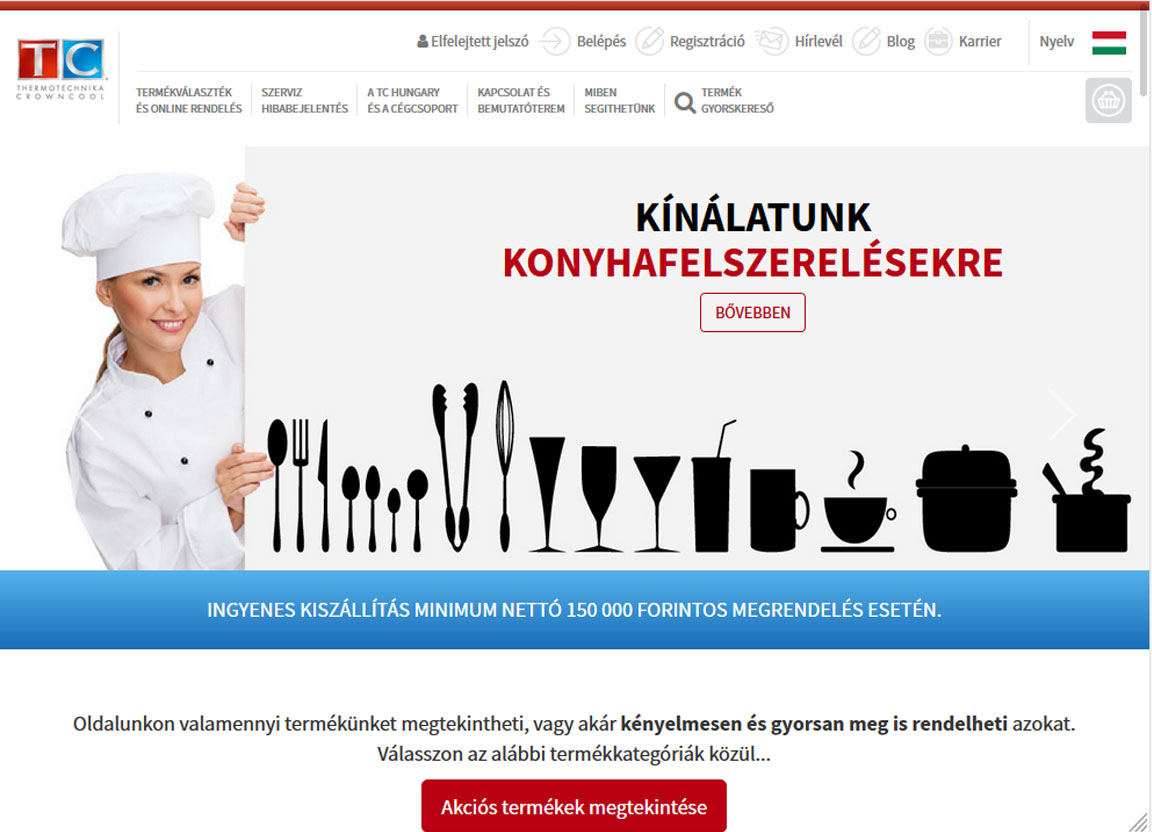 TC
THERMOTECHNIKA
CROWNCOOL
Elfelejtett jelszó Belépés Regisztráció Hírlevél Blog Karrier Nyelv
TERMÉKVÁLASZTÉK
ÉS ONLINE RENDELÉS
SZERVIZ
HIBABEJELENTÉS
A TC HUNGARY
ÉS A CÉGCSOPORT
KAPCSOLAT ÉS
BEMUTATÓTEREM
MIBEN
SEGITHETÜNK
TERMÉK
GYORSKERESŐ
KÍNÁLATUNK
KONYHAFELSZERELÉSEKRE
BŐVEBBEN
INGYENES KISZÁLLÍTÁS MINIMUM NETTÓ 150 000 FORINTOS MEGRENDELÉS ESETÉN.
Oldalunkon valamennyi termékünket megtekintheti, vagy akár kényelmesen és gyorsan meg is rendelheti azokat.
Válasszon az alábbi termékkategóriák közül...
Akciós termékek megtekintése